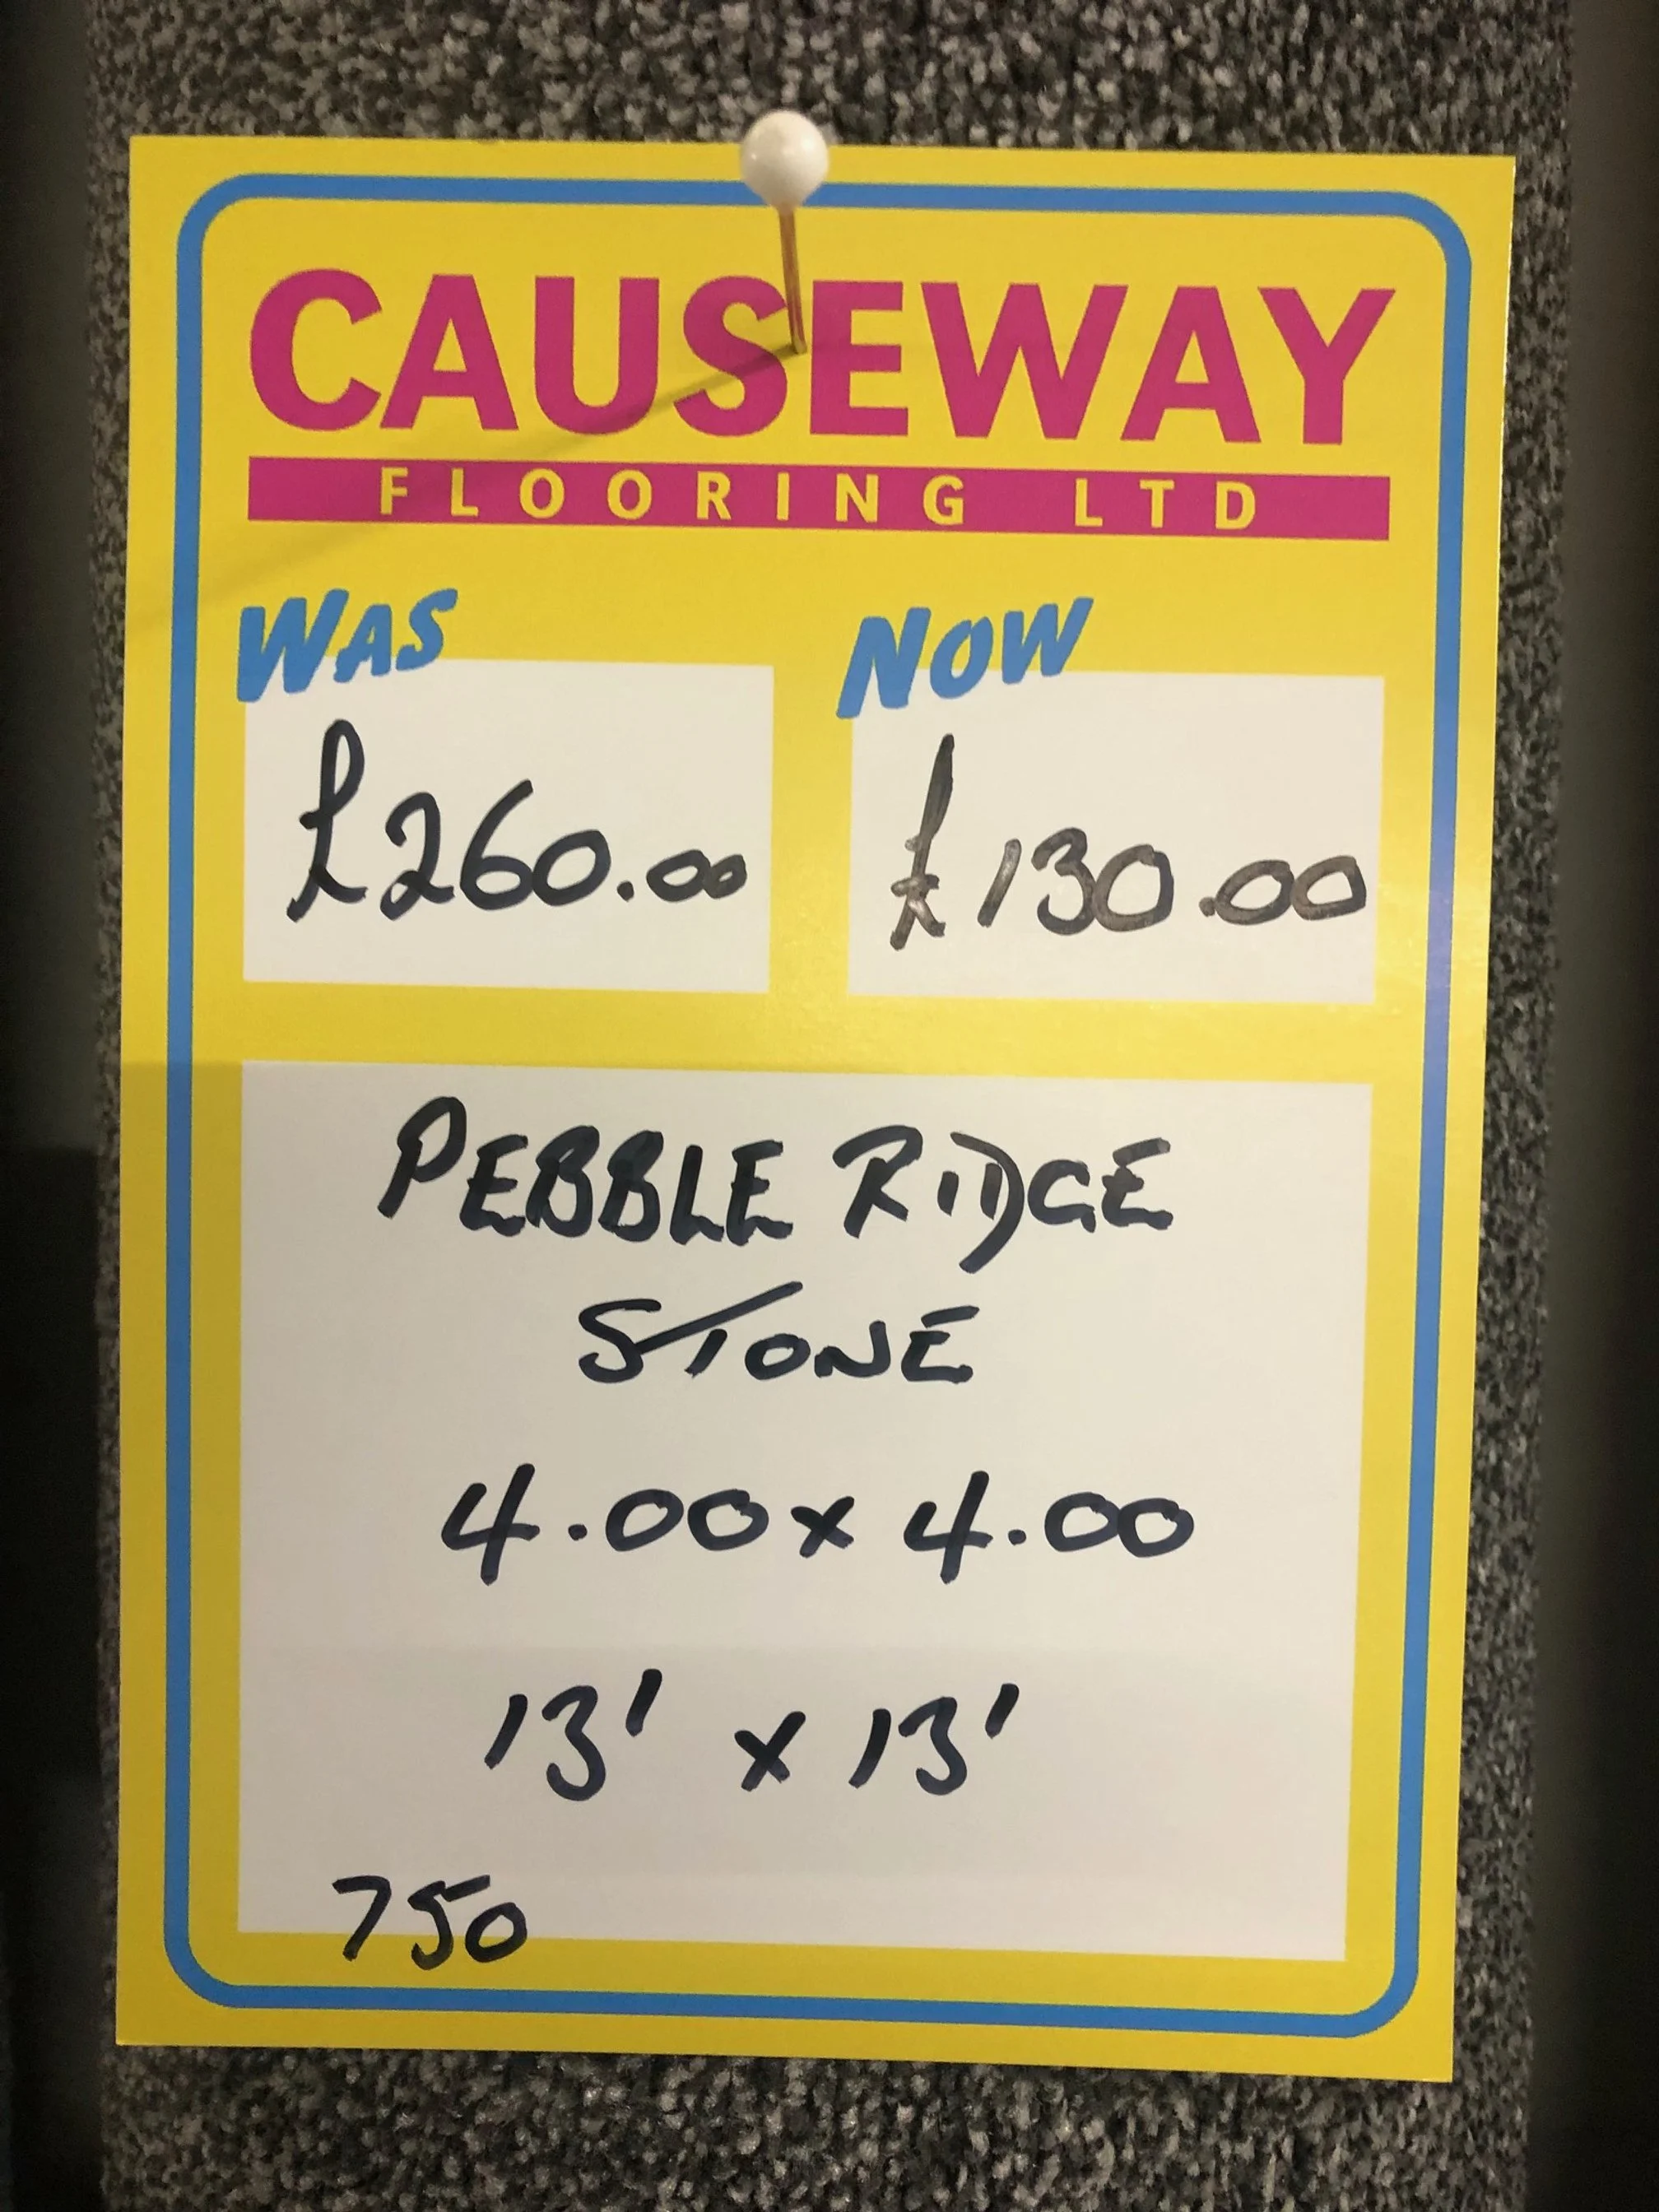 CAUSEWAY
FLOORING LTD
WAS
NOW
£260.00
£130.00
PEBBLE RIDGE
STONE
4.00 x 4.00
13' x 13'
750